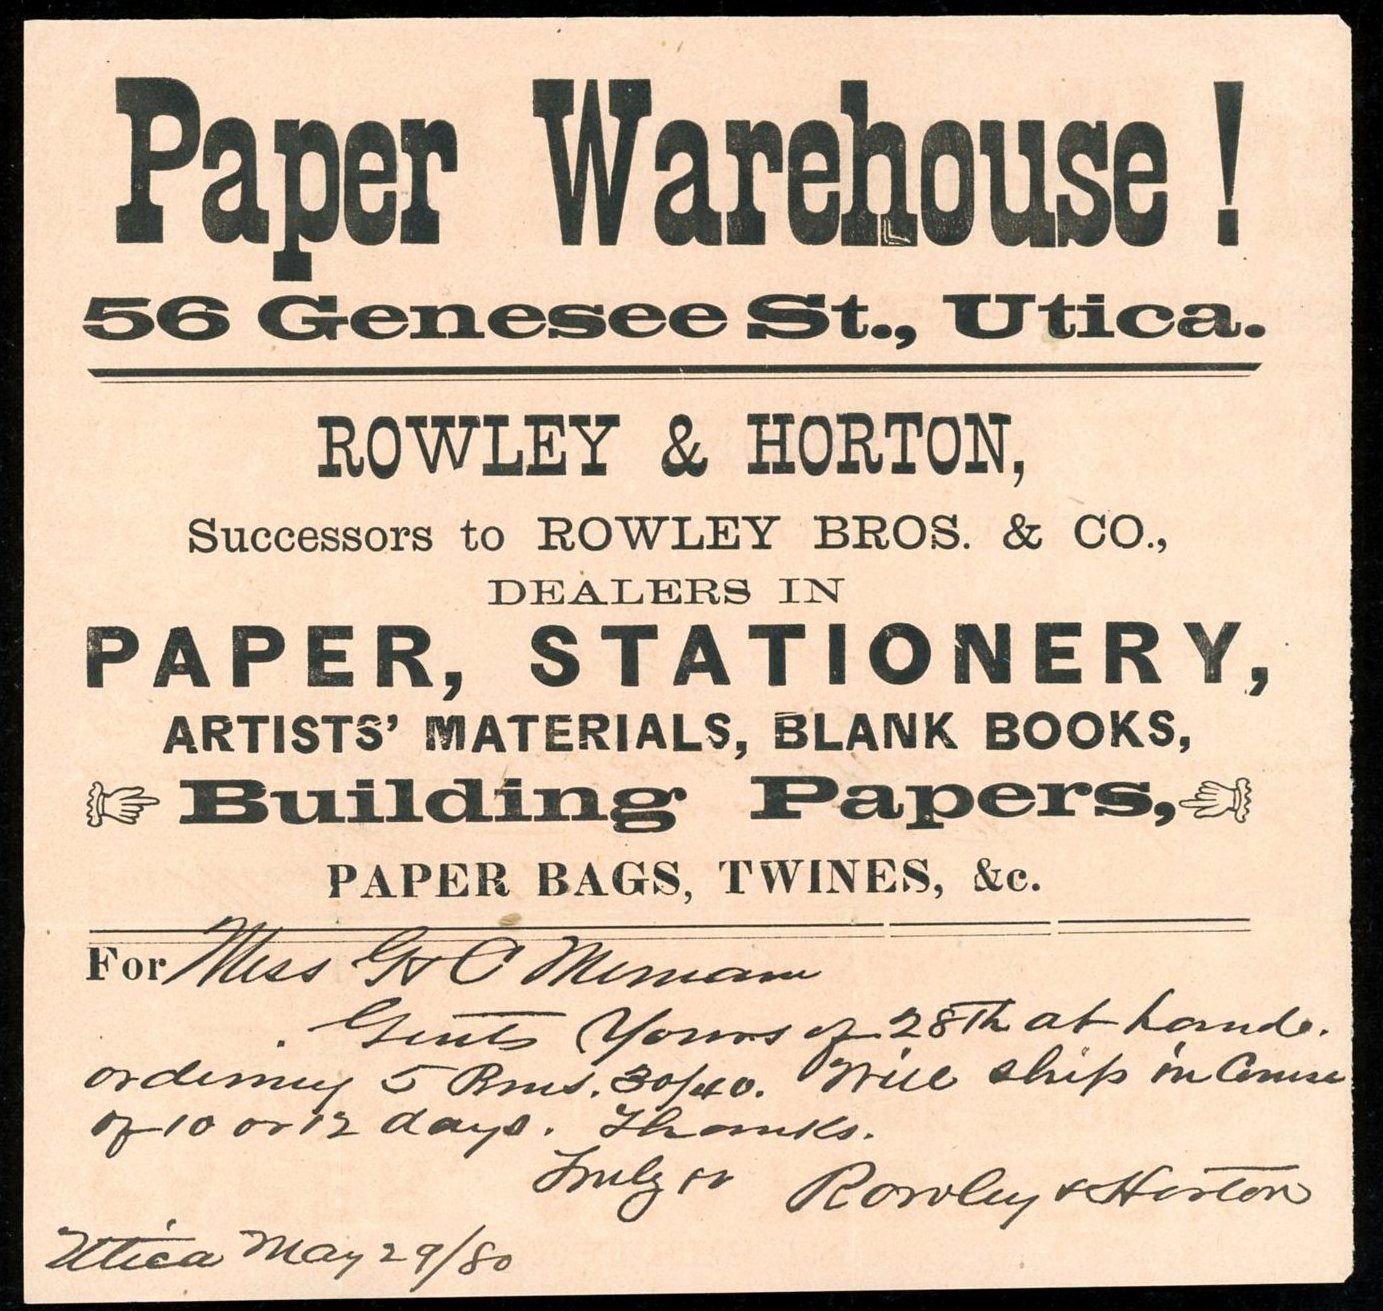 Paper Warehouse !
56 Genesee St., Utica.
ROWLEY & HORTON,
Successors to ROWLEY BROS. & CO.,
DEALERS IN
PAPER, STATIONERY,
ARTISTS' MATERIALS, BLANK BOOKS,
Building Papers,
PAPER BAGS, TWINES, &c.
For Mess G & C Merriam
Gents Yours of 28th at hand.
ordering 5 Rms. 30/40. Will ship in Course
of 10 or 12 days. Thanks.
Truly Rowley & Horton
Utica May 29/80